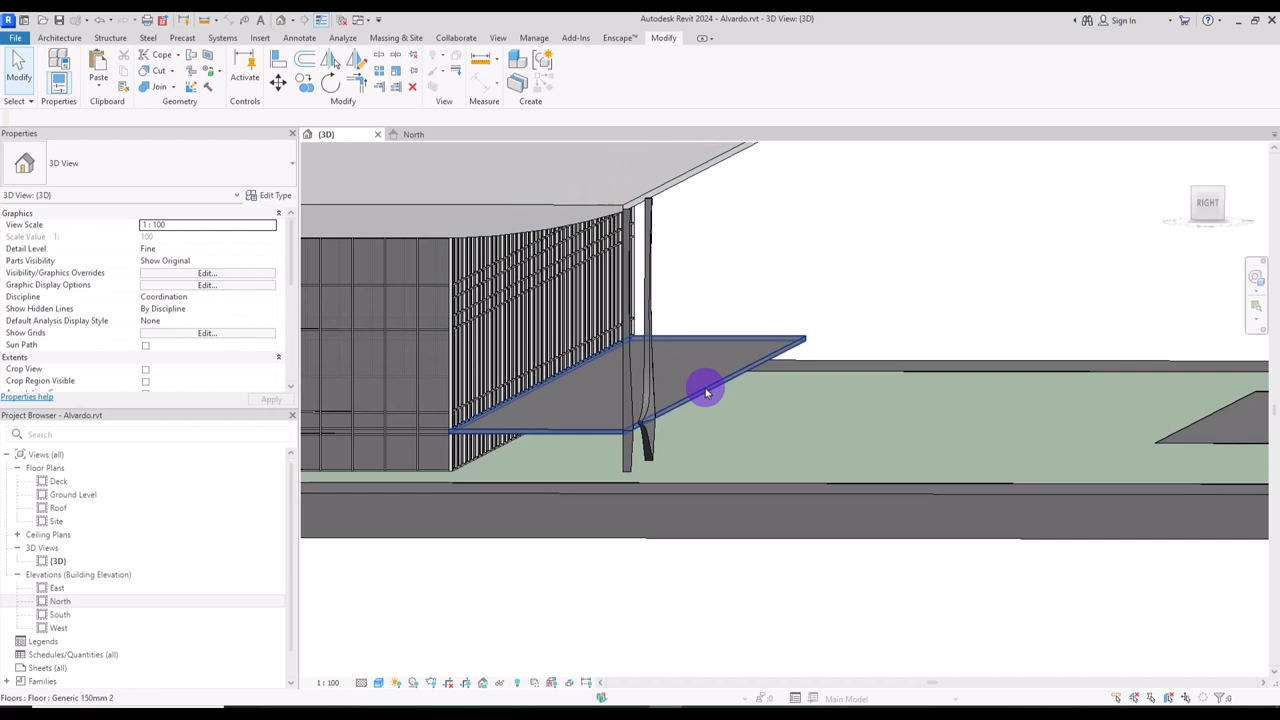 Autodesk Revit 2024 - Alvardo.rvt - 3D View: {3D}
Sign In
File
Architecture
Structure
Steel
Precast
Systems
Insert
Annotate
Analyze
Massing & Site
Collaborate
View
Manage
Add-Ins
Enscape™
Modify
Modify
Paste
Cope
Cut
Join
Activate
Select
Properties
Clipboard
Geometry
Controls
Modify
View
Measure
Create
Properties
{3D}
North
3D View
3D View: {3D}
Edit Type
Graphics
View Scale
1 : 100
Scale Value 1:
100
Detail Level
Fine
Parts Visibility
Show Original
Visibility/Graphics Overrides
Edit...
Graphic Display Options
Edit...
Discipline
Coordination
Show Hidden Lines
By Discipline
Default Analysis Display Style
None
Show Grids
Edit...
Sun Path
Extents
Crop View
Crop Region Visible
Properties help
Apply
RIGHT
Project Browser - Alvardo.rvt
Search
Views (all)
Floor Plans
Deck
Ground Level
Roof
Site
Ceiling Plans
3D Views
{3D}
Elevations (Building Elevation)
East
North
South
West
Legends
Schedules/Quantities (all)
Sheets (all)
Families
1 : 100
Floors : Floor : Generic 150mm 2
:0
Main Model
:0